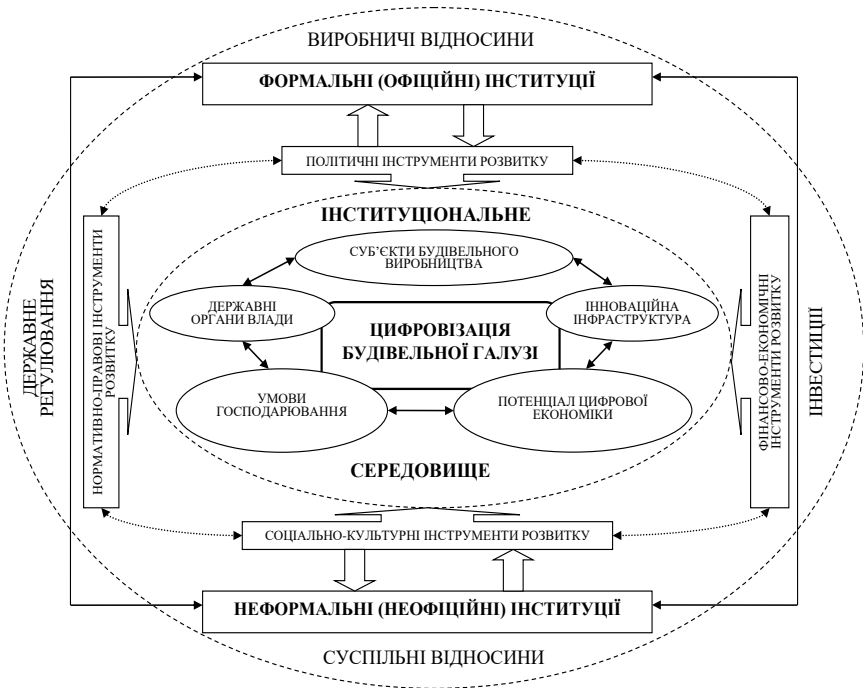 ВИРОБНИЧІ ВІДНОСИНИ
ФОРМАЛЬНІ (ОФІЦІЙНІ) ІНСТИТУЦІЇ
ПОЛІТИЧНІ ІНСТРУМЕНТИ РОЗВИТКУ
ІНСТИТУЦІОНАЛЬНЕ
СУБ’ЄКТИ БУДІВЕЛЬНОГО
ВИРОБНИЦТВА
ДЕРЖАВНІ
ОРГАНИ ВЛАДИ
ІННОВАЦІЙНА
ІНФРАСТРУКТУРА
ЦИФРОВІЗАЦІЯ
БУДІВЕЛЬНОЇ ГАЛУЗІ
УМОВИ
ГОСПОДАРЮВАННЯ
ПОТЕНЦІАЛ ЦИФРОВОЇ
ЕКОНОМІКИ
СЕРЕДОВИЩЕ
ДЕРЖАВНЕ
РЕГУЛЮВАННЯ
НОРМАТИВНО-ПРАВОВІ ІНСТРУМЕНТИ
РОЗВИТКУ
ФІНАНСОВО-ЕКОНОМІЧНІ
ІНСТРУМЕНТИ РОЗВИТКУ
ІНВЕСТИЦІЇІ
СОЦІАЛЬНО-КУЛЬТУРНІ ІНСТРУМЕНТИ РОЗВИТКУ
НЕФОРМАЛЬНІ (НЕОФІЦІЙНІ) ІНСТИТУЦІЇ
СУСПІЛЬНІ ВІДНОСИНИ